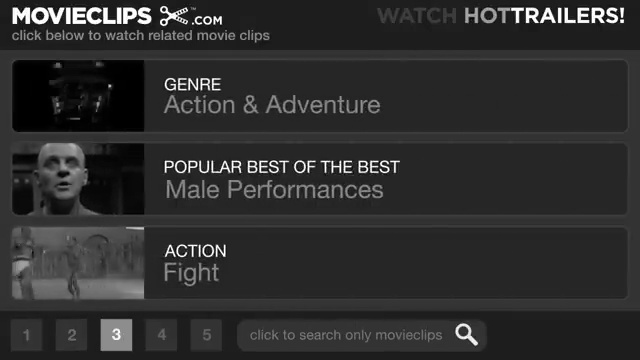 MOVIECLIPS .COM
WATCH HOTTRAILERS!
click below to watch related movie clips
GENRE
Action & Adventure
POPULAR BEST OF THE BEST
Male Performances
ACTION
Fight
1 2 3 4 5
click to search only movieclips